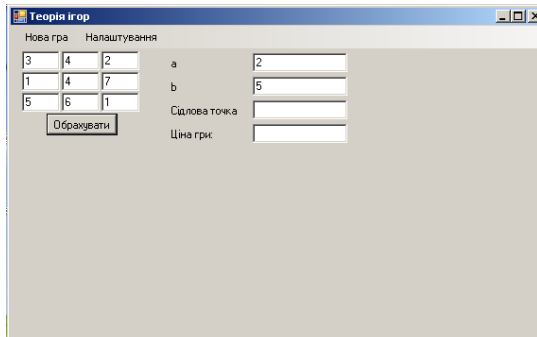 Теорія ігор
Нова гра Налаштування
3 4 2 a 2
1 4 7 b 5
5 6 1 Сідлова точка
Обрахувати Ціна гри: